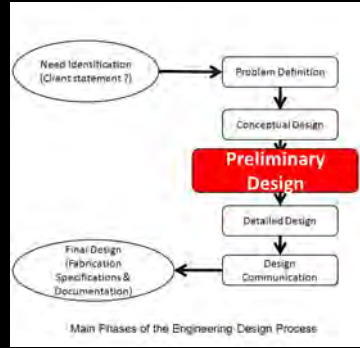 Need Identification
(Client statement ?)
Problem Definition
Conceptual Design
Preliminary
Design
Detailed Design
Design
Communication
Final Design
(Fabrication
Specifications &
Documentation)
Main Phases of the Engineering Design Process